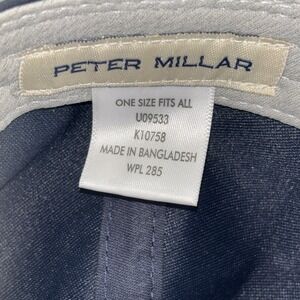 PETER MILLAR
ONE SIZE FITS ALL
U09533
K10758
MADE IN BANGLADESH
WPL 285